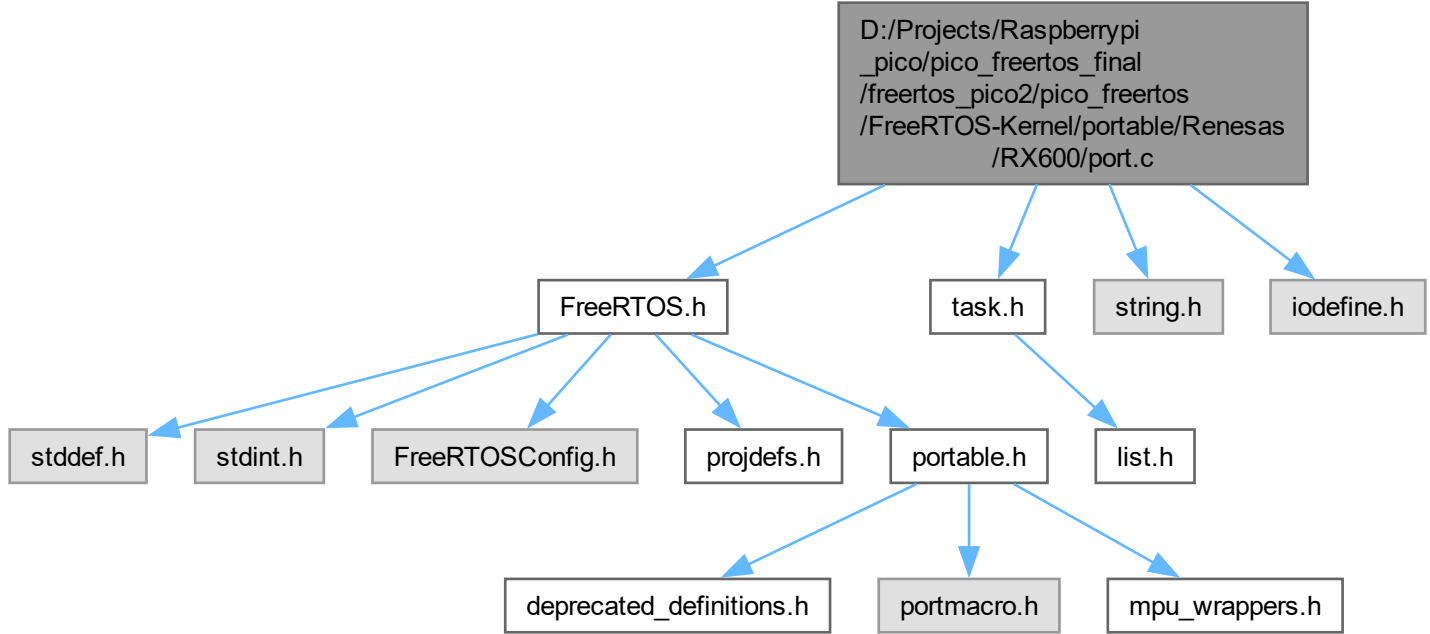 D:/Projects/Raspberrypi
_pico/pico_freertos_final
/freertos_pico2/pico_freertos
/FreeRTOS-Kernel/portable/Renesas
/RX600/port.c
FreeRTOS.h
task.h
string.h
iodefine.h
stddef.h
stdint.h
FreeRTOSConfig.h
projdefs.h
portable.h
list.h
deprecated_definitions.h
portmacro.h
mpu_wrappers.h